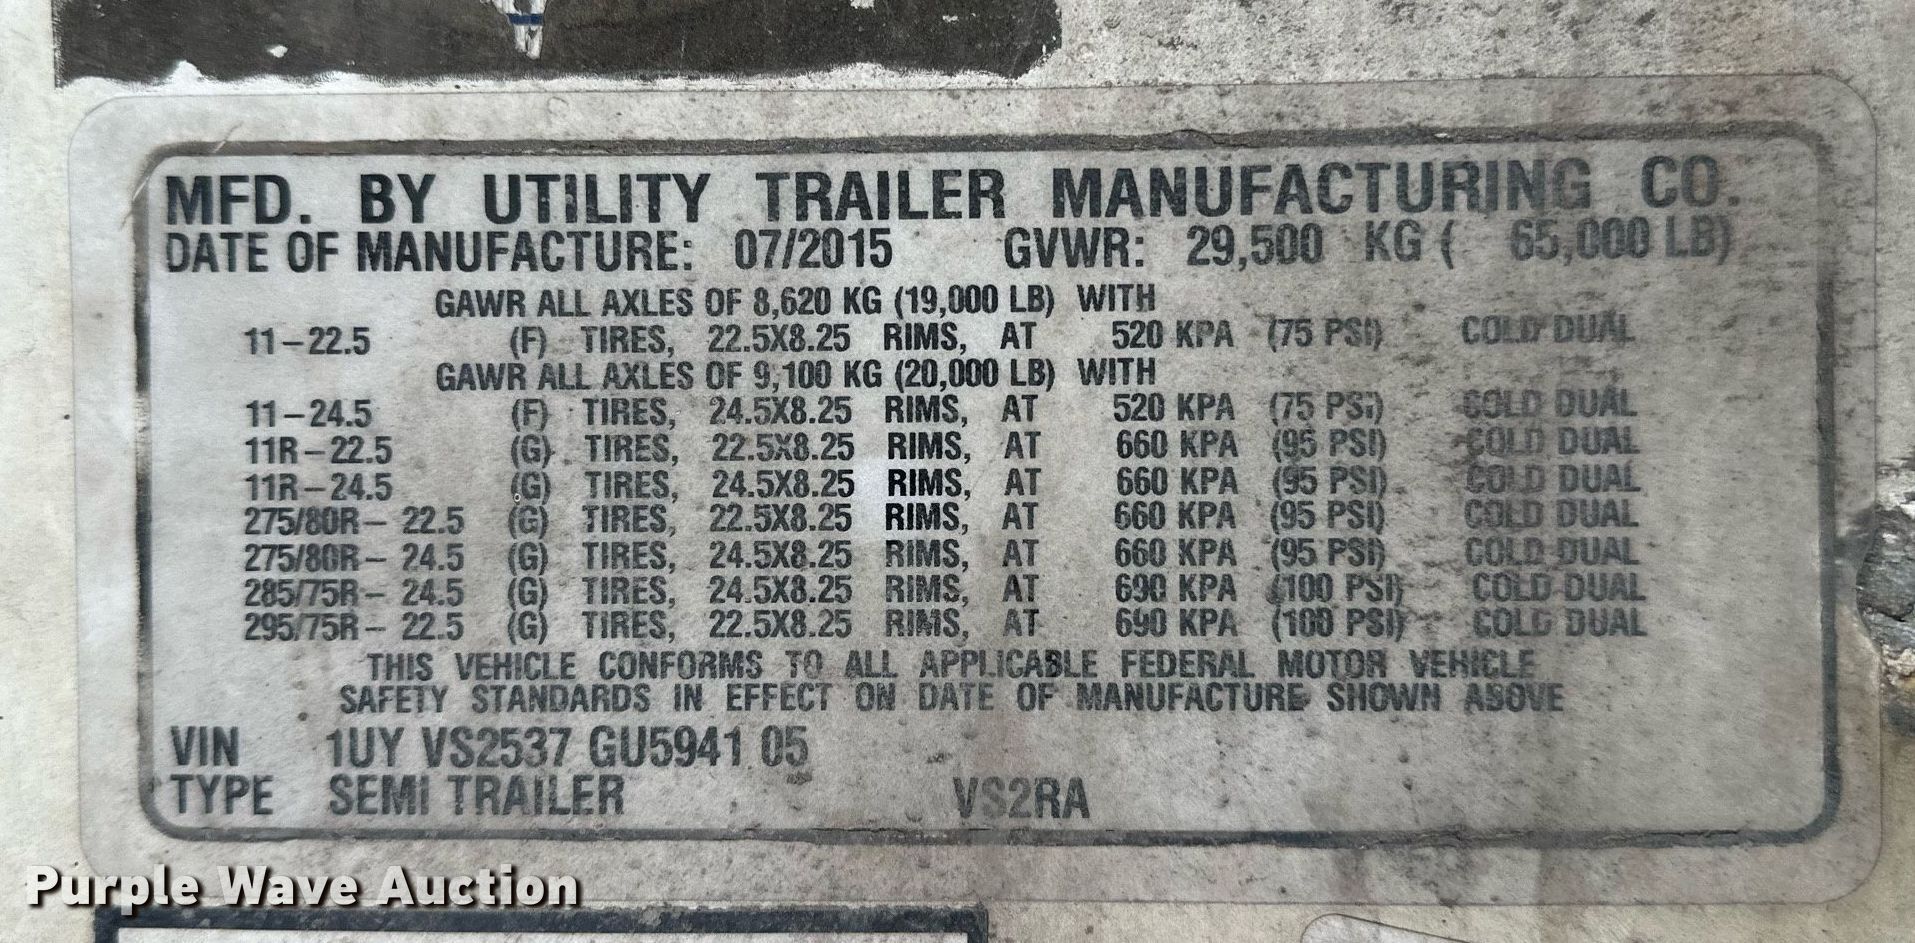 MFD. BY UTILITY TRAILER MANUFACTURING CO.
DATE OF MANUFACTURE: 07/2015 GVWR: 29,500 KG ( 65,000 LB)
GAWR ALL AXLES OF 8,620 KG (19,000 LB) WITH
11-22.5 (F) TIRES, 22.5X8.25 RIMS, AT 520 KPA (75 PSI) COLD DUAL
GAWR ALL AXLES OF 9,100 KG (20,000 LB) WITH
11-24.5 (F) TIRES, 24.5X8.25 RIMS, AT 520 KPA (75 PSI) COLD DUAL
11R-22.5 (G) TIRES, 22.5X8.25 RIMS, AT 660 KPA (95 PSI) COLD DUAL
11R-24.5 (G) TIRES, 24.5X8.25 RIMS, AT 660 KPA (95 PSI) COLD DUAL
275/80R- 22.5 (G) TIRES, 22.5X8.25 RIMS, AT 660 KPA (95 PSI) COLD DUAL
275/80R- 24.5 (G) TIRES, 24.5X8.25 RIMS, AT 660 KPA (95 PSI) COLD DUAL
285/75R- 24.5 (G) TIRES, 24.5X8.25 RIMS, AT 690 KPA (100 PSI) COLD DUAL
295/75R- 22.5 (G) TIRES, 22.5X8.25 RIMS, AT 690 KPA (100 PSI) COLD DUAL
THIS VEHICLE CONFORMS TO ALL APPLICABLE FEDERAL MOTOR VEHICLE
SAFETY STANDARDS IN EFFECT ON DATE OF MANUFACTURE SHOWN ABOVE
VIN 1UY VS2537 GU5941 05
TYPE SEMI TRAILER VS2RA
Purple Wave Auction